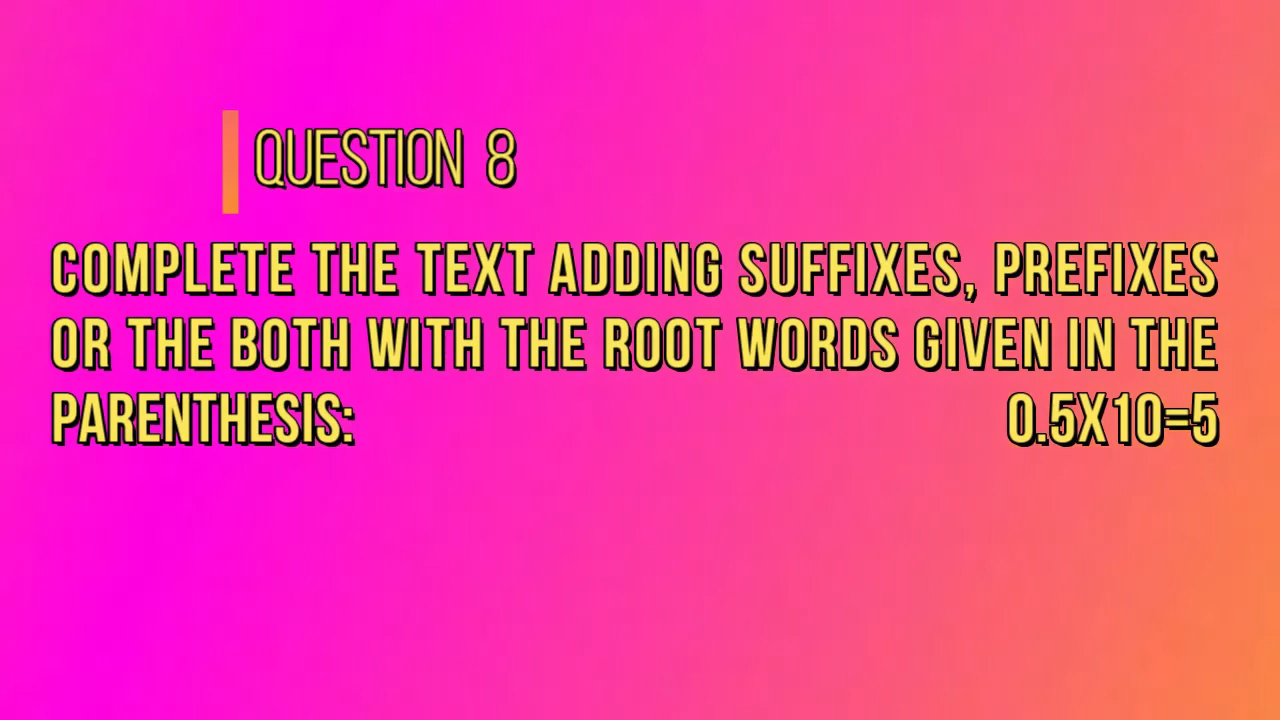 QUESTION 8
COMPLETE THE TEXT ADDING SUFFIXES, PREFIXES
OR THE BOTH WITH THE ROOT WORDS GIVEN IN THE
PARENTHESIS: 0.5X10=5